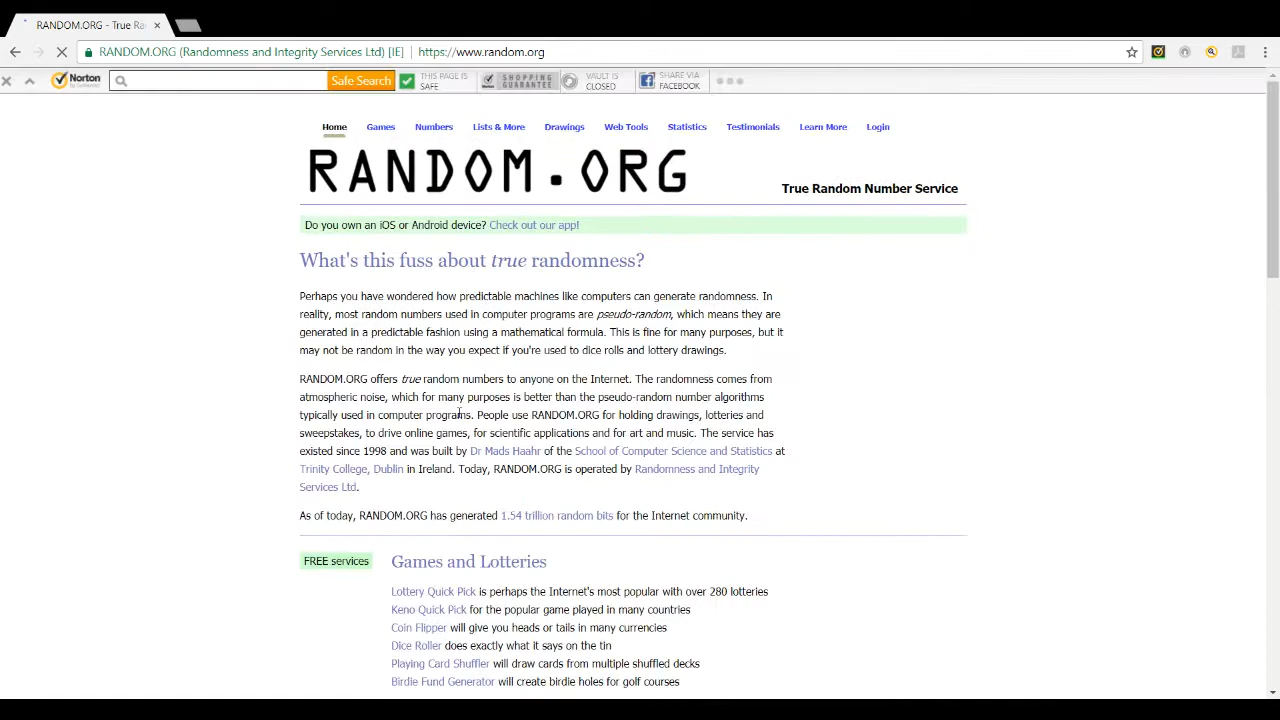 RANDOM.ORG - True Ra
RANDOM.ORG (Randomness and Integrity Services Ltd) [IE] https://www.random.org
Norton by Symantec Safe Search THIS PAGE IS SAFE SHOPPING GUARANTEE VAULT IS CLOSED SHARE VIA FACEBOOK
Home Games Numbers Lists & More Drawings Web Tools Statistics Testimonials Learn More Login
RANDOM.ORG
True Random Number Service
Do you own an iOS or Android device? Check out our app!
What's this fuss about true randomness?
Perhaps you have wondered how predictable machines like computers can generate randomness. In
reality, most random numbers used in computer programs are pseudo-random, which means they are
generated in a predictable fashion using a mathematical formula. This is fine for many purposes, but it
may not be random in the way you expect if you're used to dice rolls and lottery drawings.
RANDOM.ORG offers true random numbers to anyone on the Internet. The randomness comes from
atmospheric noise, which for many purposes is better than the pseudo-random number algorithms
typically used in computer programs. People use RANDOM.ORG for holding drawings, lotteries and
sweepstakes, to drive online games, for scientific applications and for art and music. The service has
existed since 1998 and was built by Dr Mads Haahr of the School of Computer Science and Statistics at
Trinity College, Dublin in Ireland. Today, RANDOM.ORG is operated by Randomness and Integrity
Services Ltd.
As of today, RANDOM.ORG has generated 1.54 trillion random bits for the Internet community.
FREE services
Games and Lotteries
Lottery Quick Pick is perhaps the Internet's most popular with over 280 lotteries
Keno Quick Pick for the popular game played in many countries
Coin Flipper will give you heads or tails in many currencies
Dice Roller does exactly what it says on the tin
Playing Card Shuffler will draw cards from multiple shuffled decks
Birdie Fund Generator will create birdie holes for golf courses